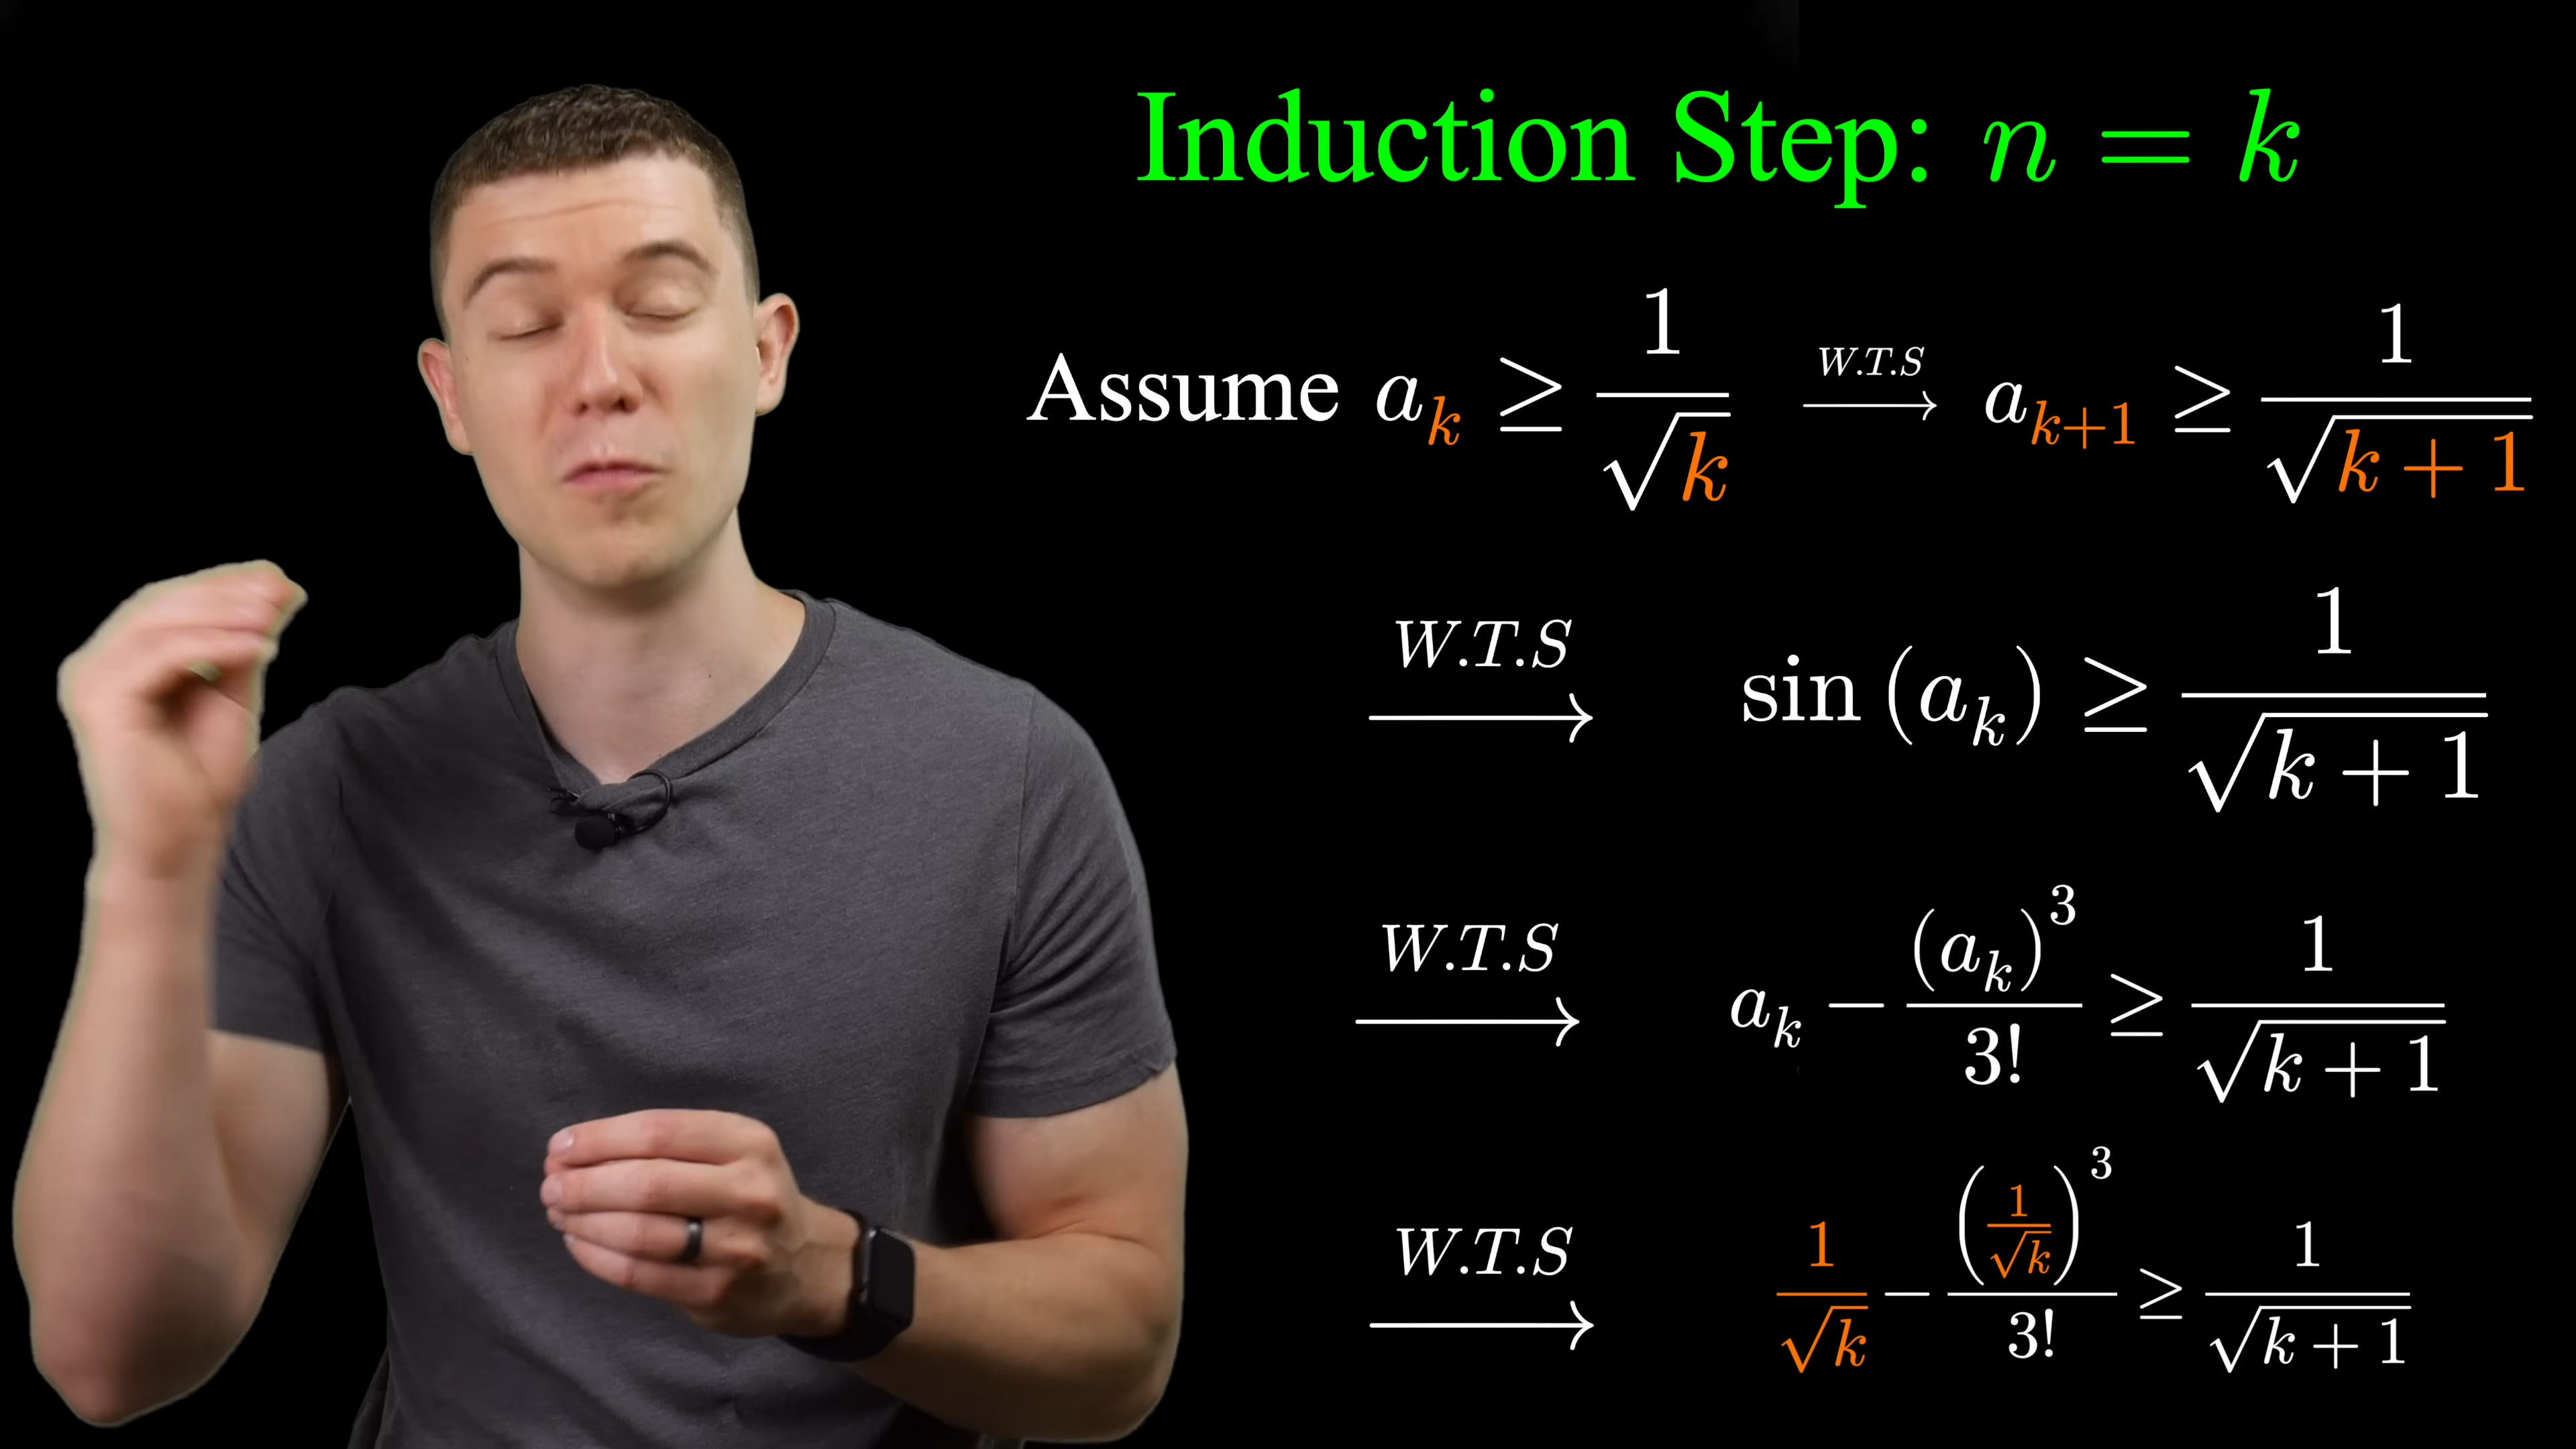 Induction Step: n = k
Assume a_k ≥ 1/√k W.T.S → a_{k+1} ≥ 1/√(k+1)
W.T.S → sin(a_k) ≥ 1/√(k+1)
W.T.S → a_k − (a_k)^3/3! ≥ 1/√(k+1)
W.T.S → 1/√k − (1/√k)^3/3! ≥ 1/√(k+1)